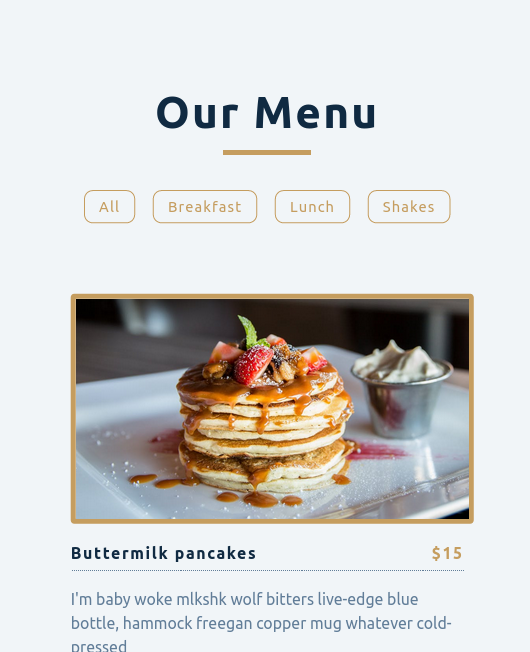 Our Menu
All Breakfast Lunch Shakes
Buttermilk pancakes $15
I'm baby woke mlkshk wolf bitters live-edge blue
bottle, hammock freegan copper mug whatever cold-
pressed